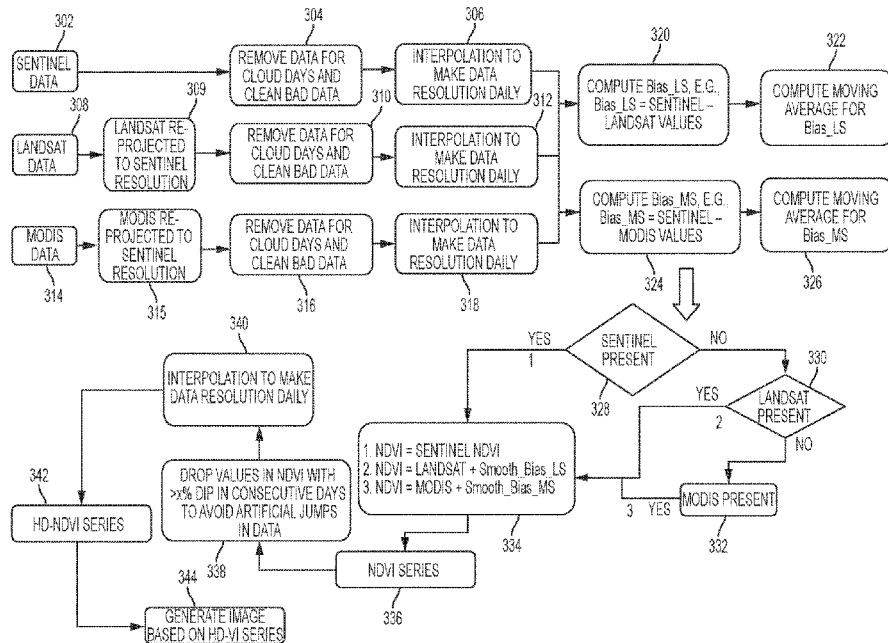 302
SENTINEL
DATA
304
REMOVE DATA FOR
CLOUD DAYS AND
CLEAN BAD DATA
306
INTERPOLATION TO
MAKE DATA
RESOLUTION DAILY
320
COMPUTE Bias_LS, E.G.,
Bias_LS = SENTINEL –
LANDSAT VALUES
322
COMPUTE MOVING
AVERAGE FOR
Bias_LS
308
LANDSAT
DATA
309
LANDSAT RE-
PROJECTED
TO SENTINEL
RESOLUTION
310
REMOVE DATA FOR
CLOUD DAYS AND
CLEAN BAD DATA
312
INTERPOLATION TO
MAKE DATA
RESOLUTION DAILY
MODIS
DATA
314
MODIS RE-
PROJECTED TO
SENTINEL
RESOLUTION
315
REMOVE DATA FOR
CLOUD DAYS AND
CLEAN BAD DATA
316
INTERPOLATION TO
MAKE DATA
RESOLUTION DAILY
318
COMPUTE Bias_MS, E.G.,
Bias_MS = SENTINEL –
MODIS VALUES
324
COMPUTE MOVING
AVERAGE FOR
Bias_MS
326
SENTINEL
PRESENT
328
YES
1
NO
330
LANDSAT
PRESENT
YES
2
NO
MODIS PRESENT
332
3 YES
1. NDVI = SENTINEL NDVI
2. NDVI = LANDSAT + Smooth_Bias_LS
3. NDVI = MODIS + Smooth_Bias_MS
334
NDVI SERIES
336
DROP VALUES IN NDVI WITH
>x% DIP IN CONSECUTIVE DAYS
TO AVOID ARTIFICIAL JUMPS
IN DATA
338
340
INTERPOLATION TO MAKE
DATA RESOLUTION DAILY
342
HD-NDVI SERIES
344
GENERATE IMAGE
BASED ON HD-VI SERIES